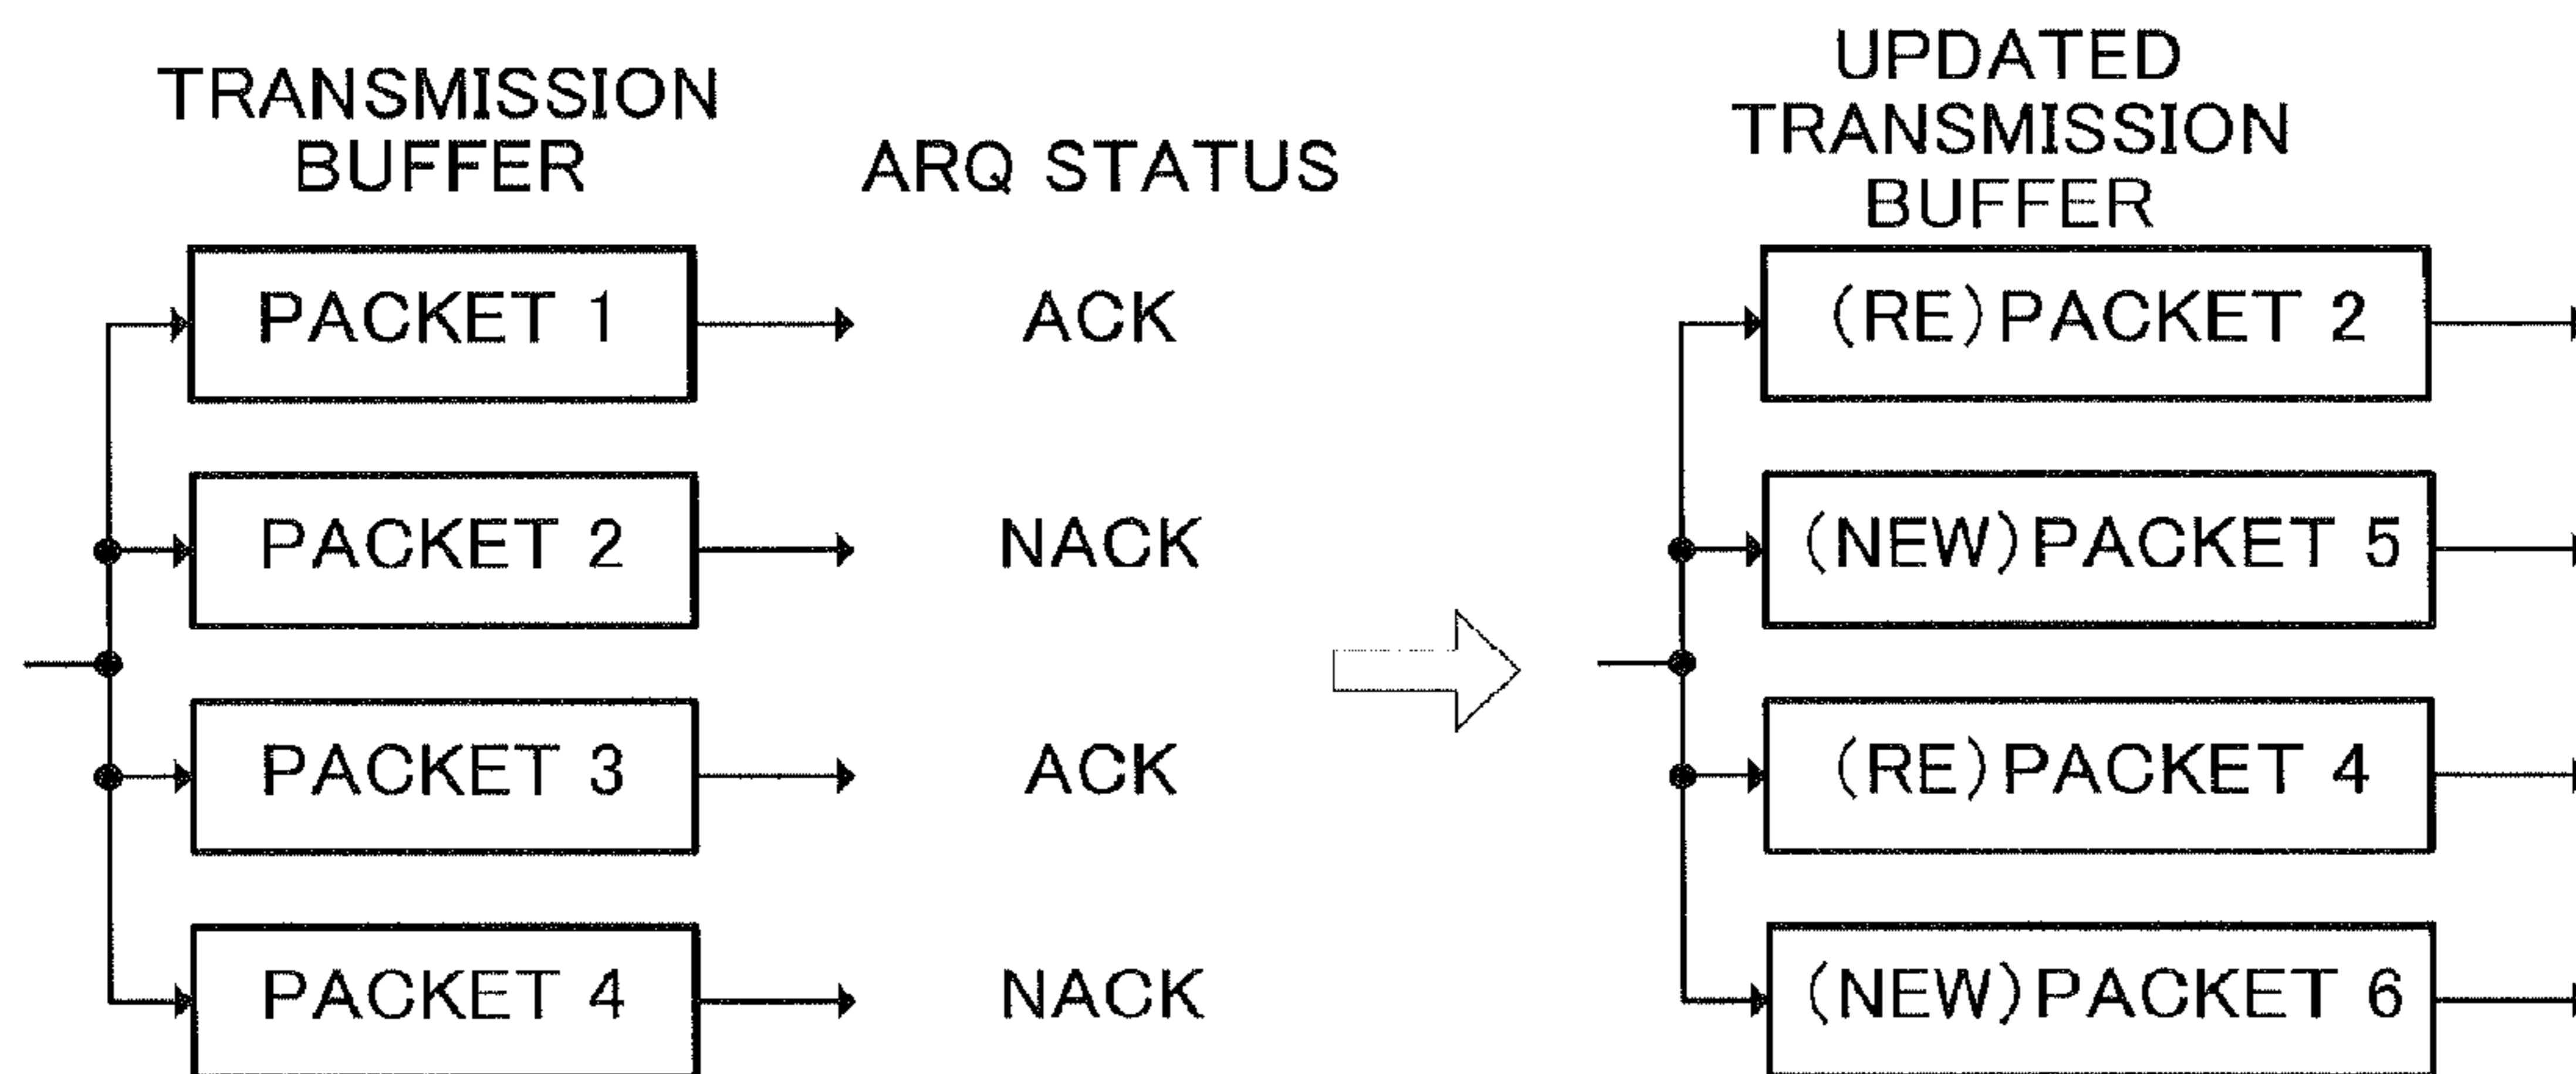 TRANSMISSION
BUFFER
ARQ STATUS
PACKET 1
ACK
PACKET 2
NACK
PACKET 3
ACK
PACKET 4
NACK
UPDATED
TRANSMISSION
BUFFER
(RE) PACKET 2
(NEW) PACKET 5
(RE) PACKET 4
(NEW) PACKET 6